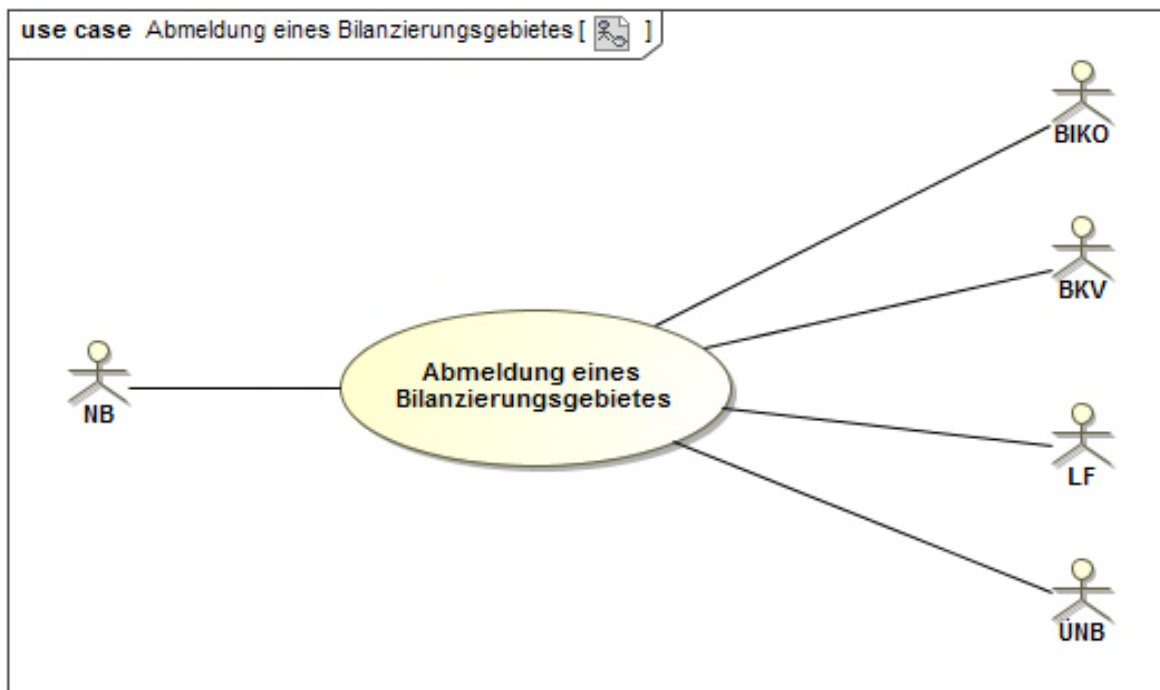 use case Abmeldung eines Bilanzierungsgebietes [ ]
BIKO
BKV
Abmeldung eines
Bilanzierungsgebietes
NB
LF
ÜNB